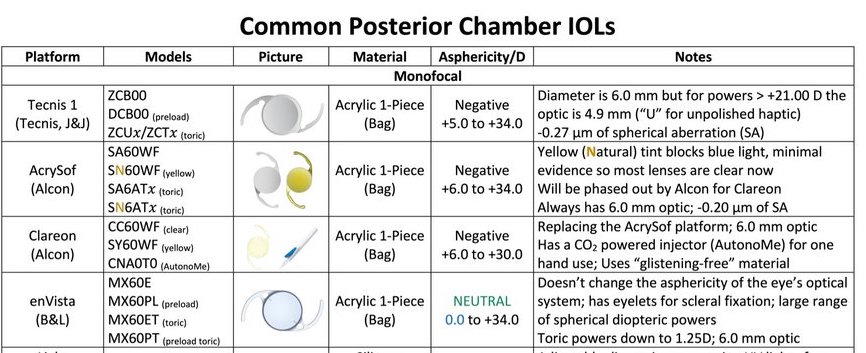 Common Posterior Chamber IOLs
Platform Models Picture Material Asphericity/D Notes
Monofocal
Tecnis 1
(Tecnis, J&J)
ZCB00
DCB00 (preload)
ZCUx/ZCTx (toric)
Acrylic 1-Piece
(Bag)
Negative
+5.0 to +34.0
Diameter is 6.0 mm but for powers > +21.00 D the
optic is 4.9 mm (“U” for unpolished haptic)
-0.27 µm of spherical aberration (SA)
AcrySof
(Alcon)
SA60WF
SN60WF (yellow)
SA6ATx (toric)
SN6ATx (toric)
Acrylic 1-Piece
(Bag)
Negative
+6.0 to +34.0
Yellow (Natural) tint blocks blue light, minimal
evidence so most lenses are clear now
Will be phased out by Alcon for Clareon
Always has 6.0 mm optic; -0.20 µm of SA
Clareon
(Alcon)
CC60WF (clear)
SY60WF (yellow)
CNA0T0 (AutonoMe)
Acrylic 1-Piece
(Bag)
Negative
+6.0 to +30.0
Replacing the AcrySof platform; 6.0 mm optic
Has a CO₂ powered injector (AutonoMe) for one
hand use; Uses “glistening-free” material
enVista
(B&L)
MX60E
MX60PL (preload)
MX60ET (toric)
MX60PT (preload toric)
Acrylic 1-Piece
(Bag)
NEUTRAL
0.0 to +34.0
Doesn’t change the asphericity of the eye’s optical
system; has eyelets for scleral fixation; large range
of spherical dioptric powers
Toric powers down to 1.25D; 6.0 mm optic